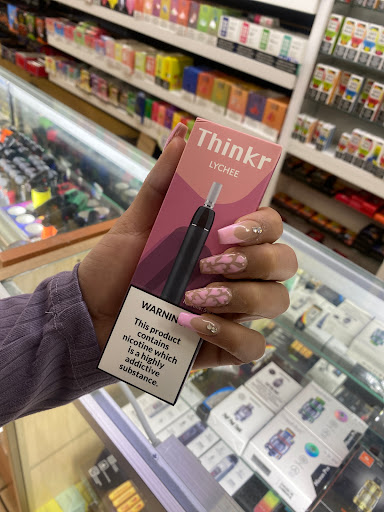 Thinkr
LYCHEE
WARNIN
This product
contains
nicotine which
is a highly
addictive
substance.